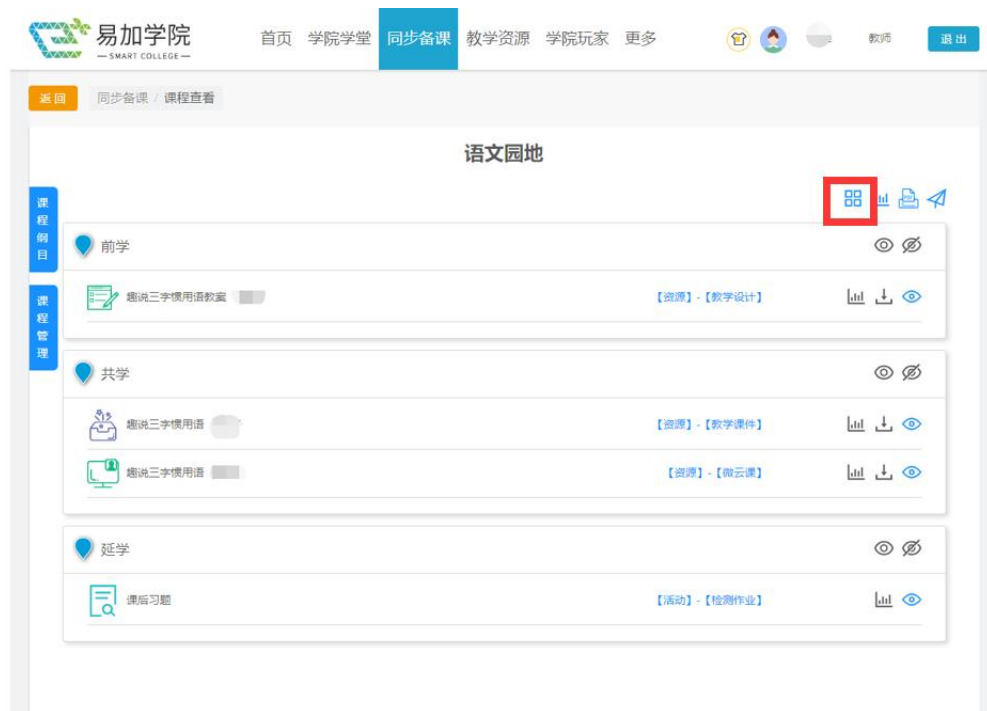 易加学院
— SMART COLLEGE —
首页 学院学堂 同步备课 教学资源 学院玩家 更多 教师 退出
返回 同步备课 / 课程查看
语文园地
课程纲目
课程管理
前学
趣说三字惯用语教案 【资源】-【教学设计】
共学
趣说三字惯用语 【资源】-【教学课件】
趣说三字惯用语 【资源】-【微云课】
延学
课后习题 【活动】-【检测作业】